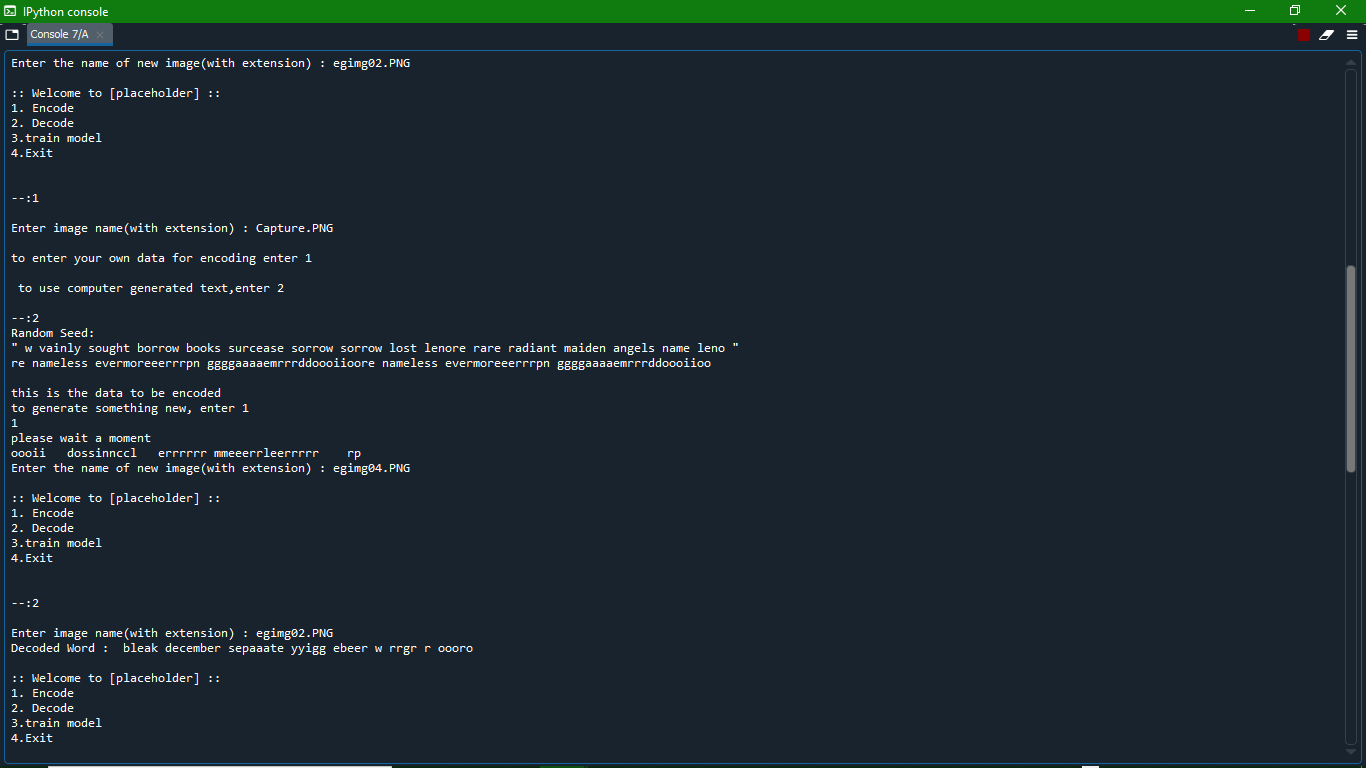 IPython console
Console 7/A
Enter the name of new image(with extension) : egimg02.PNG
:: Welcome to [placeholder] ::
1. Encode
2. Decode
3.train model
4.Exit
--:1
Enter image name(with extension) : Capture.PNG
to enter your own data for encoding enter 1
to use computer generated text,enter 2
--:2
Random Seed:
" w vainly sought borrow books surcease sorrow sorrow lost lenore rare radiant maiden angels name leno "
re nameless evermoreeerrrpn ggggaaaaemrrrddoooiioore nameless evermoreeerrrpn ggggaaaaemrrrddoooiioo
this is the data to be encoded
to generate something new, enter 1
1
please wait a moment
oooii   dossinnccl   errrrrr mmeeerrleerrrrr    rp
Enter the name of new image(with extension) : egimg04.PNG
:: Welcome to [placeholder] ::
1. Encode
2. Decode
3.train model
4.Exit
--:2
Enter image name(with extension) : egimg02.PNG
Decoded Word :  bleak december sepaaate yyigg ebeer w rrgr r oooro
:: Welcome to [placeholder] ::
1. Encode
2. Decode
3.train model
4.Exit